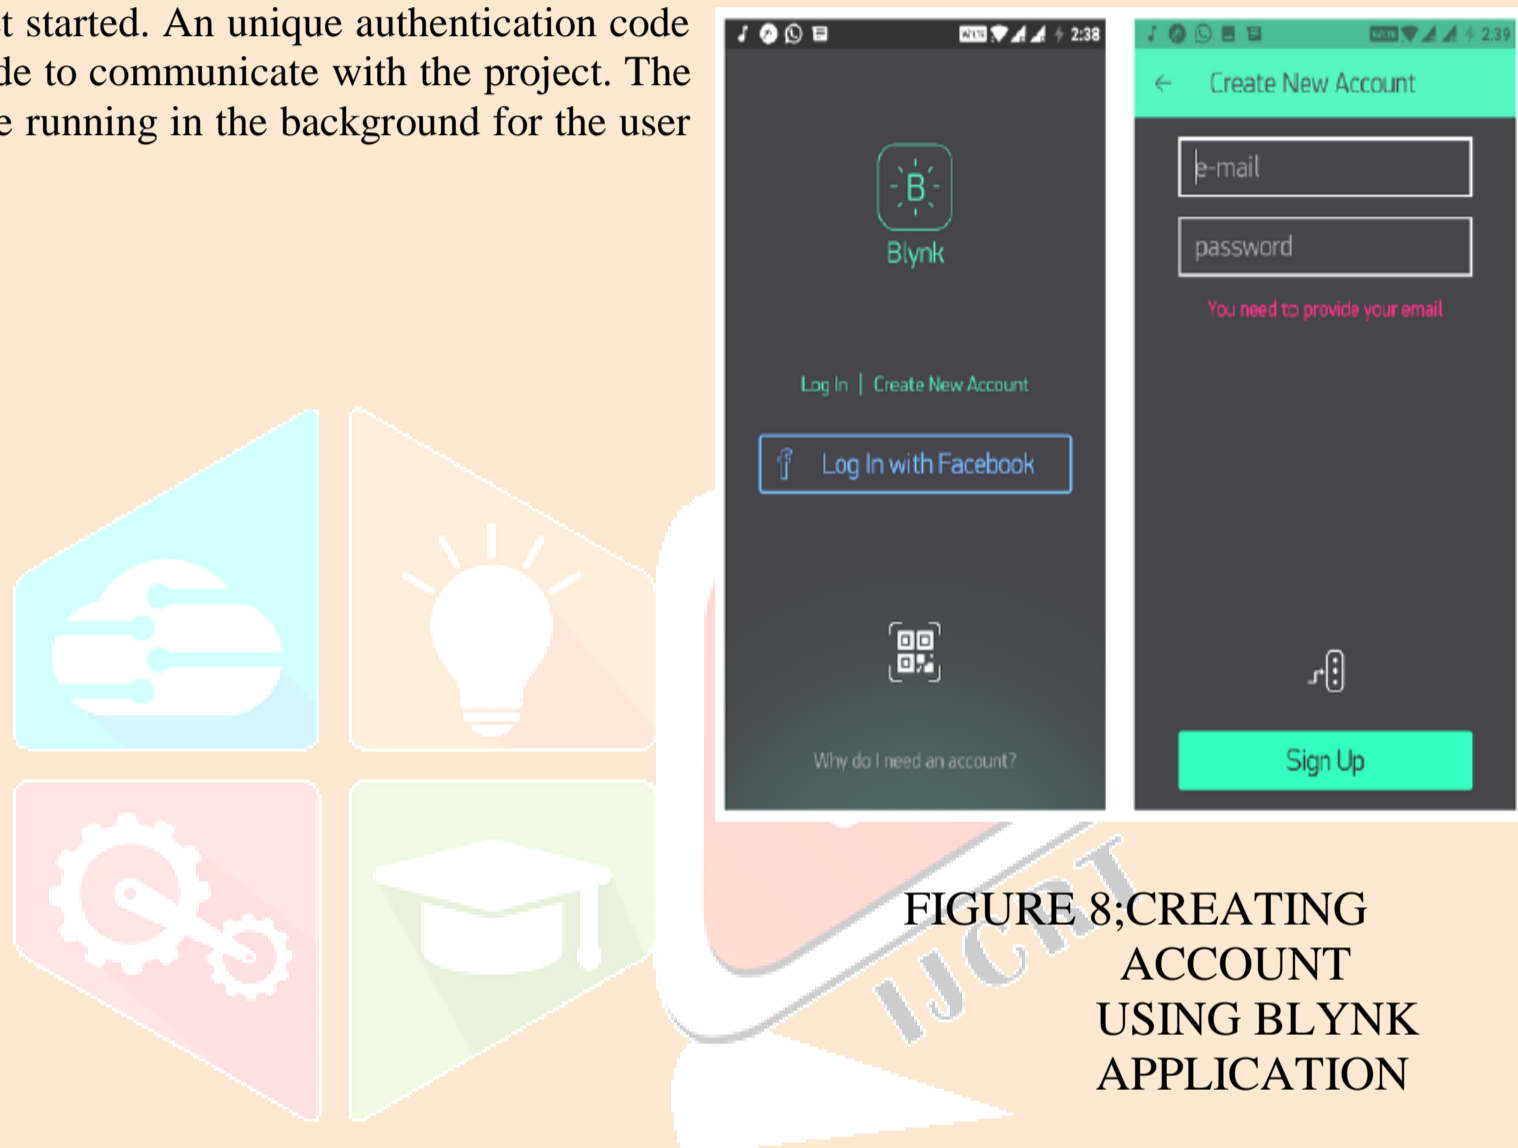 t started. An unique authentication code
de to communicate with the project. The
e running in the background for the user
2:38
B
Blynk
Log In | Create New Account
f Log In with Facebook
Why do I need an account?
2:39
← Create New Account
e-mail
password
You need to provide your email
Sign Up
FIGURE 8;CREATING
ACCOUNT
USING BLYNK
APPLICATION
IJCRT